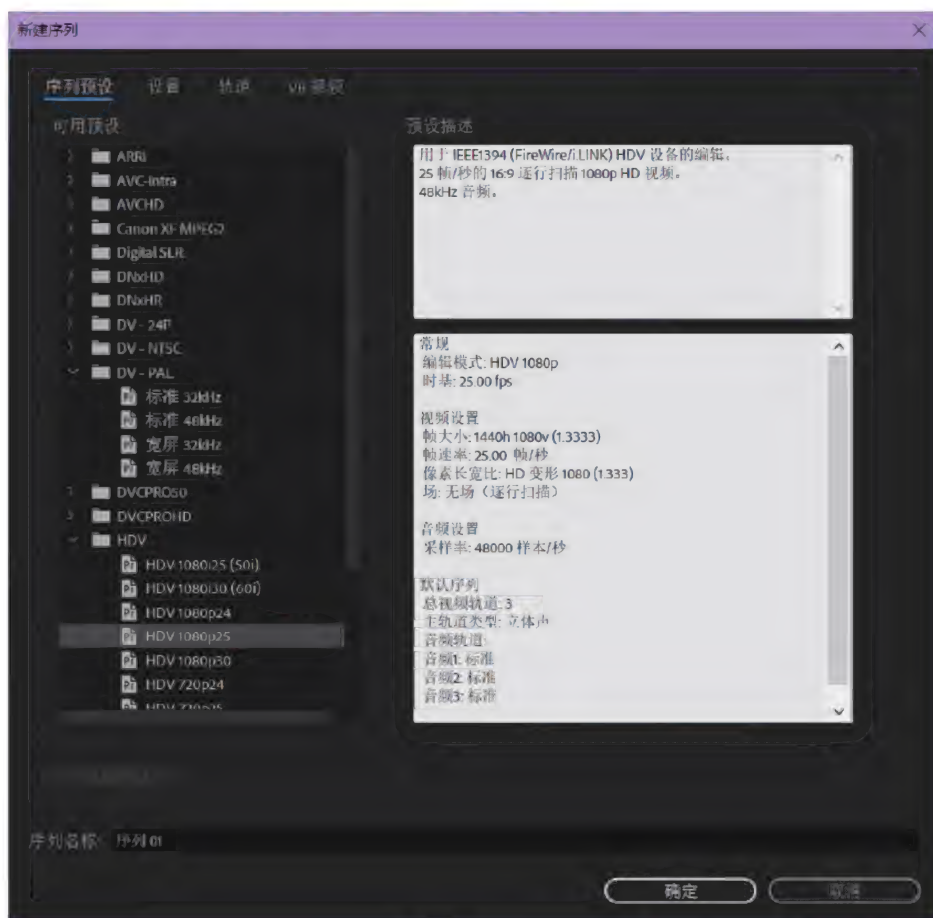 新建序列
序列预设 设置 轨道 VR 视频
可用预设
ARRI
AVC-Intra
AVCHD
Canon XF MPEG2
Digital SLR
DNxHD
DNxHR
DV - 24P
DV - NTSC
DV - PAL
标准 32kHz
标准 48kHz
宽屏 32kHz
宽屏 48kHz
DVCPRO50
DVCPROHD
HDV
HDV 1080i25 (50i)
HDV 1080i30 (60i)
HDV 1080p24
HDV 1080p25
HDV 1080p30
HDV 720p24
HDV 720p25
预设描述
用于 IEEE1394 (FireWire/i.LINK) HDV 设备的编辑。
25 帧/秒的 16:9 逐行扫描 1080p HD 视频。
48kHz 音频。
常规
编辑模式: HDV 1080p
时基: 25.00 fps
视频设置
帧大小: 1440h 1080v (1.3333)
帧速率: 25.00 帧/秒
像素长宽比: HD 变形 1080 (1.333)
场: 无场（逐行扫描）
音频设置
采样率: 48000 样本/秒
默认序列
总视频轨道: 3
主轨道类型: 立体声
音频轨道:
音频1: 标准
音频2: 标准
音频3: 标准
序列名称: 序列 01
确定 取消